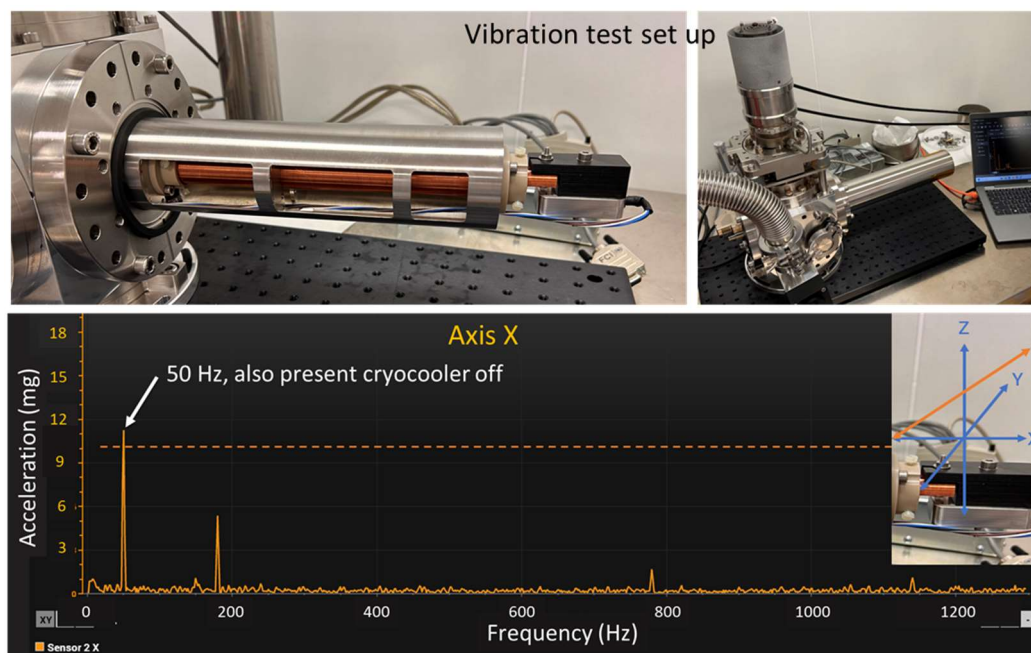 Vibration test set up
Axis X
50 Hz, also present cryocooler off
Acceleration (mg)
18
15
12
9
6
3
0
0
200
400
600
800
1000
1200
Frequency (Hz)
XY
Sensor 2 X
Z
Y
X
FCT